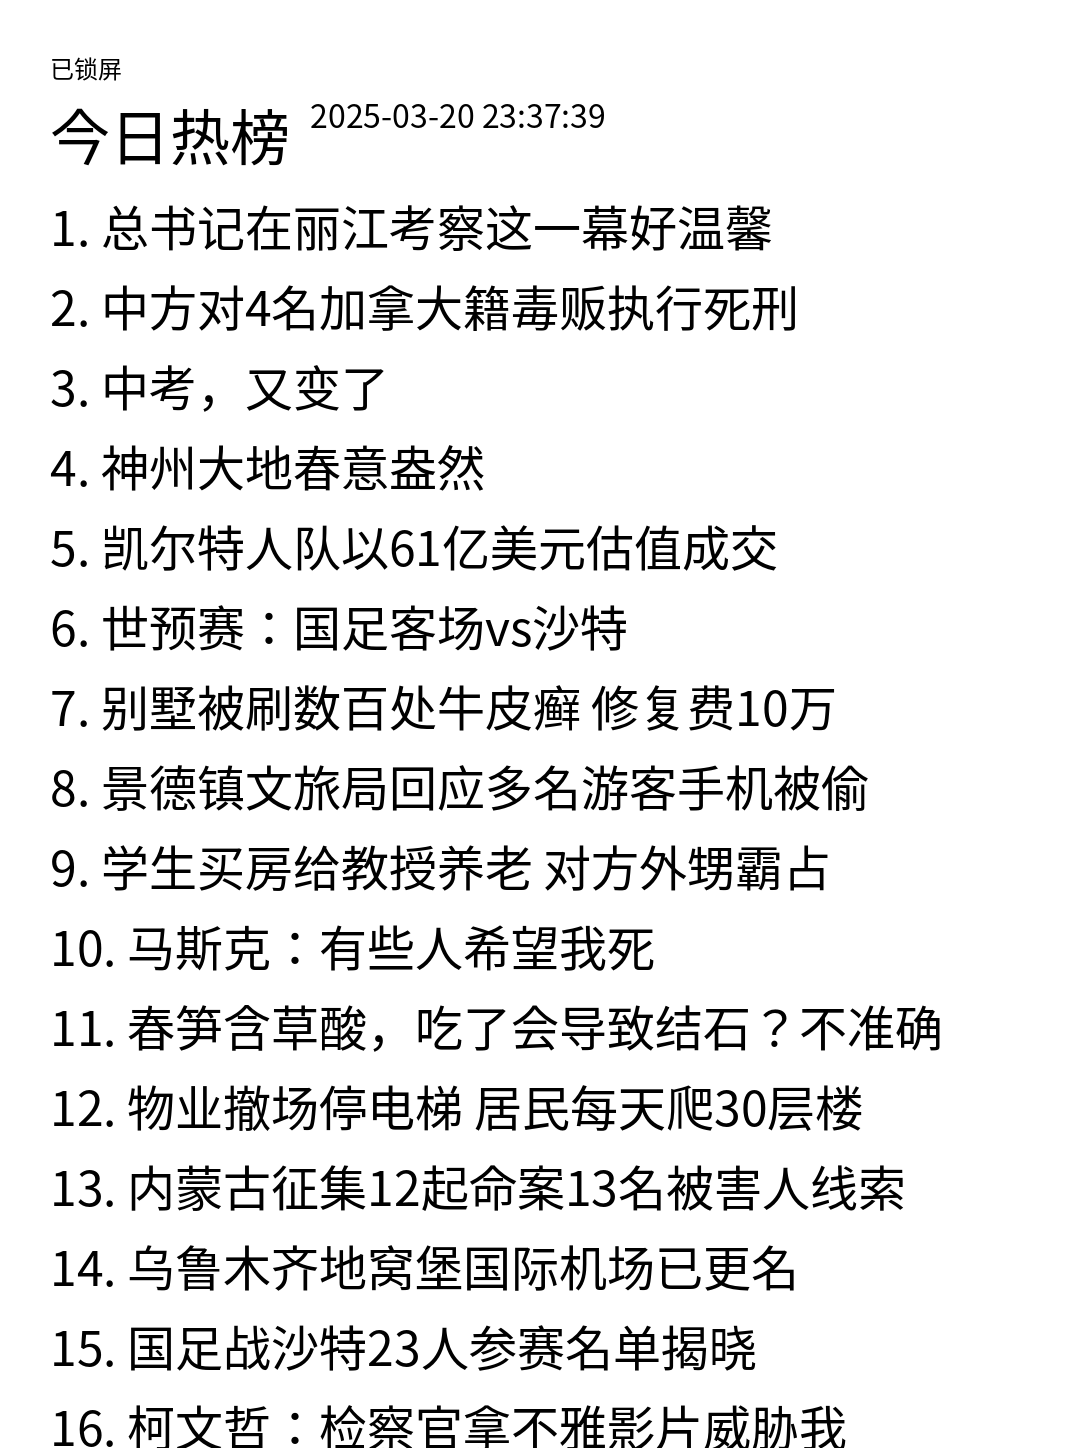 已锁屏
今日热榜 2025-03-20 23:37:39
1. 总书记在丽江考察这一幕好温馨
2. 中方对4名加拿大籍毒贩执行死刑
3. 中考，又变了
4. 神州大地春意盎然
5. 凯尔特人队以61亿美元估值成交
6. 世预赛：国足客场vs沙特
7. 别墅被刷数百处牛皮癣 修复费10万
8. 景德镇文旅局回应多名游客手机被偷
9. 学生买房给教授养老 对方外甥霸占
10. 马斯克：有些人希望我死
11. 春笋含草酸，吃了会导致结石？不准确
12. 物业撤场停电梯 居民每天爬30层楼
13. 内蒙古征集12起命案13名被害人线索
14. 乌鲁木齐地窝堡国际机场已更名
15. 国足战沙特23人参赛名单揭晓
16. 柯文哲：检察官拿不雅影片威胁我